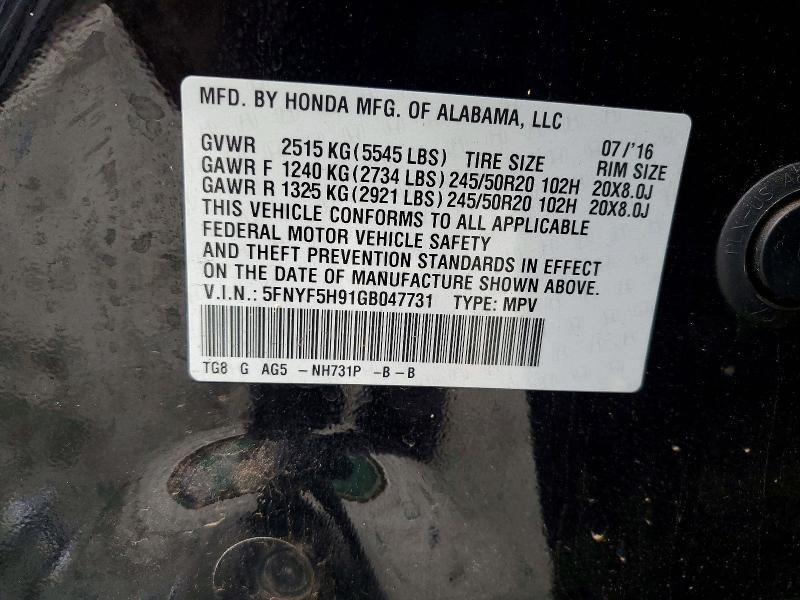 MFD. BY HONDA MFG. OF ALABAMA, LLC 07/'16
GVWR 2515 KG(5545 LBS) TIRE SIZE RIM SIZE
GAWR F 1240 KG(2734 LBS) 245/50R20 102H 20X8.0J
GAWR R 1325 KG(2921 LBS) 245/50R20 102H 20X8.0J
THIS VEHICLE CONFORMS TO ALL APPLICABLE
FEDERAL MOTOR VEHICLE SAFETY
AND THEFT PREVENTION STANDARDS IN EFFECT
ON THE DATE OF MANUFACTURE SHOWN ABOVE.
V.I.N.: 5FNYF5H91GB047731 TYPE: MPV
TG8 G AG5 -NH731P -B-B